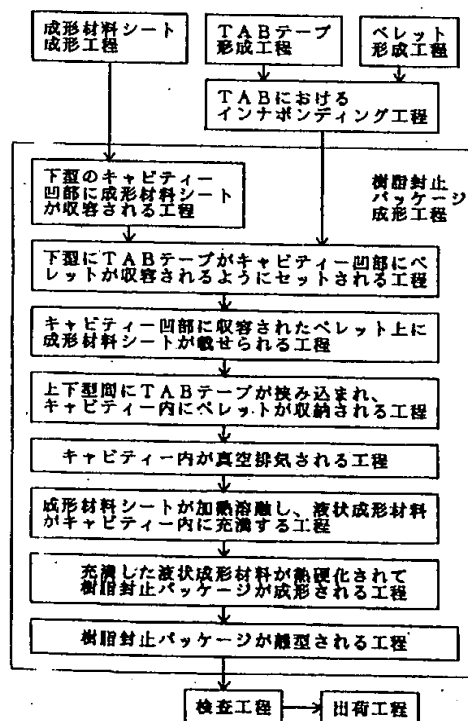 成形材料シート
成形工程
TABテープ
形成工程
ペレット
形成工程
TABにおける
インナボンディング工程
樹脂封止
パッケージ
成形工程
下型のキャビティー
凹部に成形材料シート
が収容される工程
下型にTABテープがキャビティー凹部にペ
レットが収容されるようにセットされる工程
キャビティー凹部に収容されたペレット上に
成形材料シートが載せられる工程
上下型間にTABテープが挟み込まれ、
キャビティー内にペレットが収納される工程
キャビティー内が真空排気される工程
成形材料シートが加熱溶融し、液状成形材料
がキャビティー内に充満する工程
充満した液状成形材料が熱硬化されて
樹脂封止パッケージが成形される工程
樹脂封止パッケージが離型される工程
検査工程
出荷工程